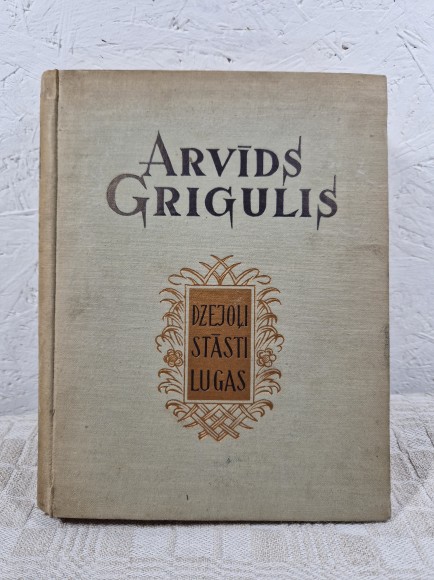 ARVĪDS
GRIGULIS
DZEJOĻI
STĀSTI
LUGAS